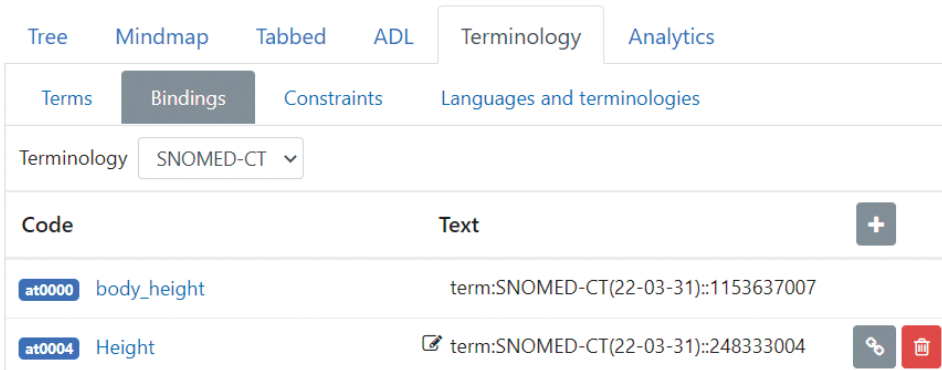 Tree Mindmap Tabbed ADL Terminology Analytics
Terms Bindings Constraints Languages and terminologies
Terminology SNOMED-CT
Code Text +
at0000 body_height term:SNOMED-CT(22-03-31)::1153637007
at0004 Height term:SNOMED-CT(22-03-31)::248333004